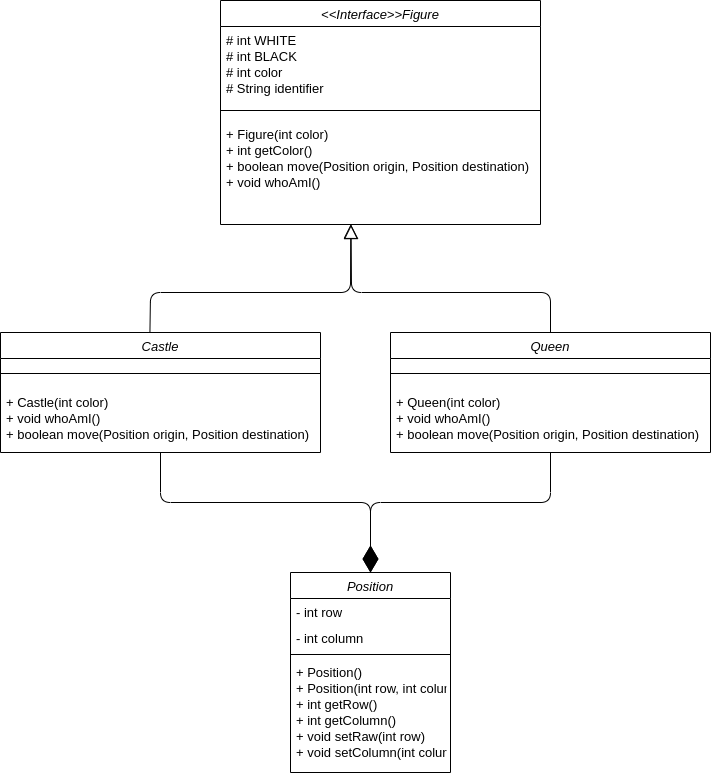 <<Interface>>Figure
# int WHITE
# int BLACK
# int color
# String identifier
+ Figure(int color)
+ int getColor()
+ boolean move(Position origin, Position destination)
+ void whoAmI()
Castle
+ Castle(int color)
+ void whoAmI()
+ boolean move(Position origin, Position destination)
Queen
+ Queen(int color)
+ void whoAmI()
+ boolean move(Position origin, Position destination)
Position
- int row
- int column
+ Position()
+ Position(int row, int
+ int getRow()
+ int getColumn()
+ void setRaw(int row)
+ void setColumn(int